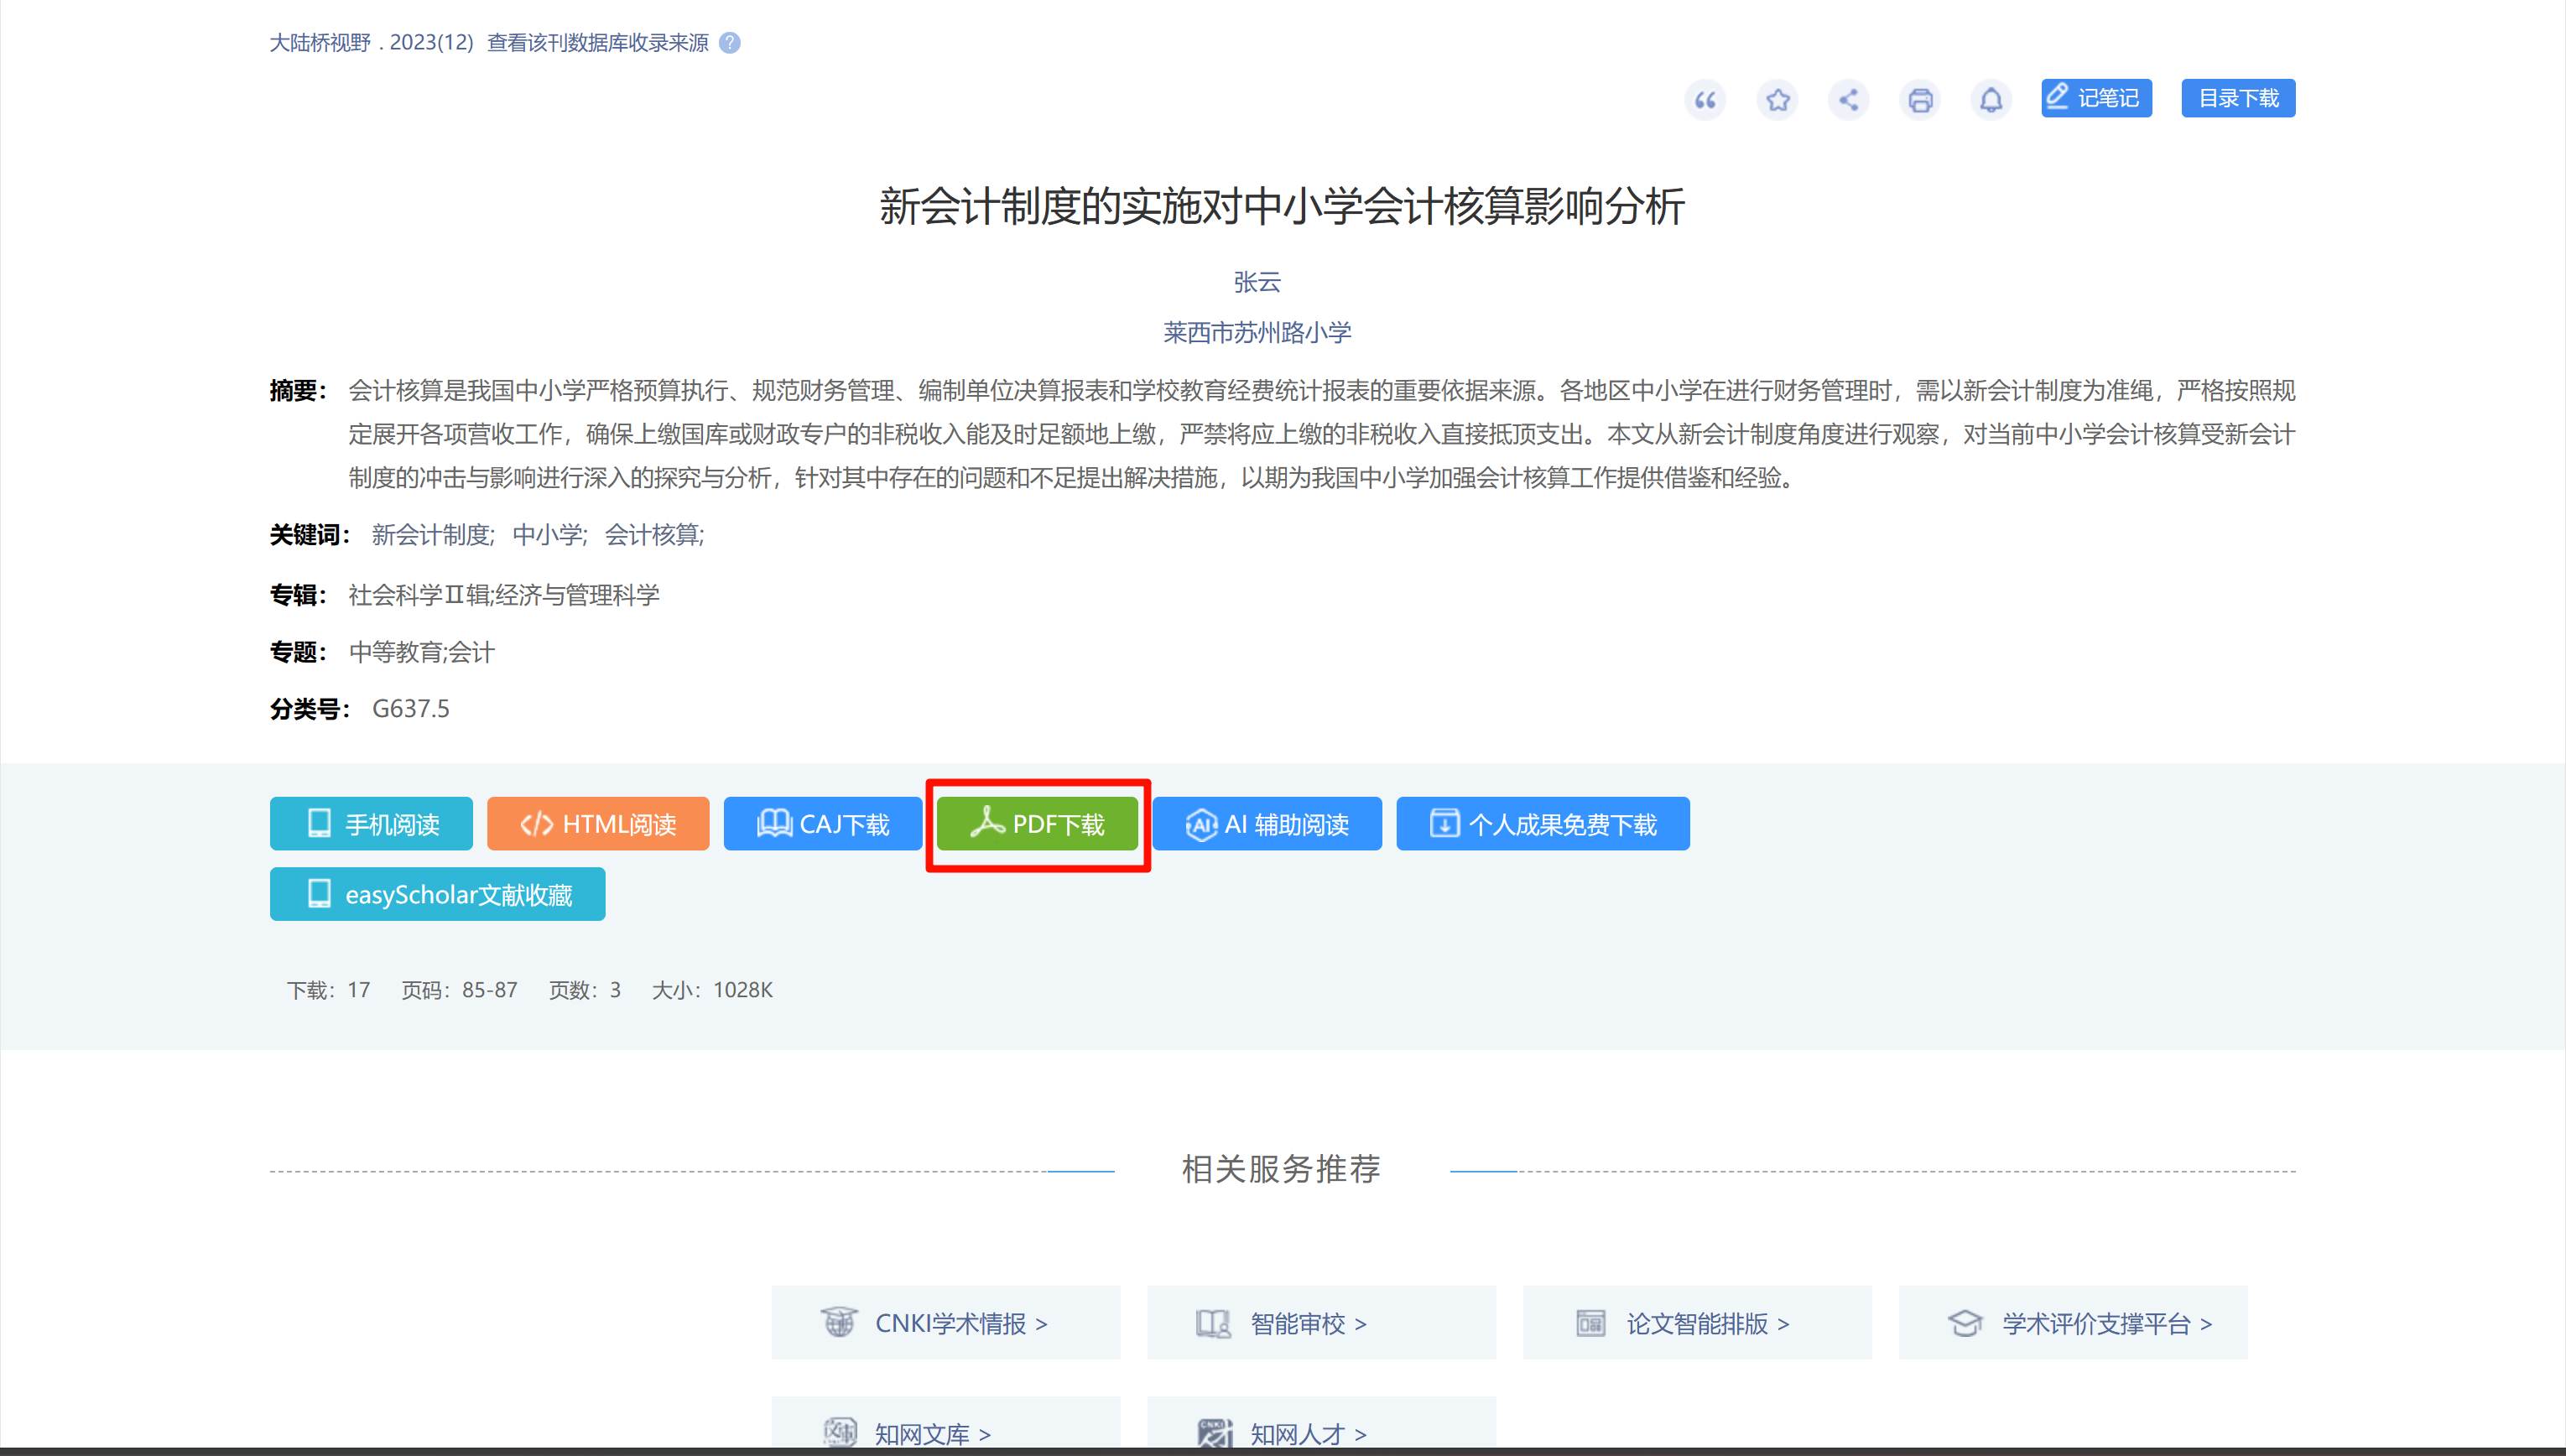 大陆桥视野 . 2023(12) 查看该刊数据库收录来源 ?
记笔记 目录下载
新会计制度的实施对中小学会计核算影响分析
张云
莱西市苏州路小学
摘要： 会计核算是我国中小学严格预算执行、规范财务管理、编制单位决算报表和学校教育经费统计报表的重要依据来源。各地区中小学在进行财务管理时，需以新会计制度为准绳，严格按照规
定展开各项营收工作，确保上缴国库或财政专户的非税收入能及时足额地上缴，严禁将应上缴的非税收入直接抵顶支出。本文从新会计制度角度进行观察，对当前中小学会计核算受新会计
制度的冲击与影响进行深入的探究与分析，针对其中存在的问题和不足提出解决措施，以期为我国中小学加强会计核算工作提供借鉴和经验。
关键词： 新会计制度; 中小学; 会计核算;
专辑： 社会科学Ⅱ辑;经济与管理科学
专题： 中等教育;会计
分类号： G637.5
手机阅读 </> HTML阅读 CAJ下载 PDF下载 AI AI 辅助阅读 个人成果免费下载
easyScholar文献收藏
下载：17 页码：85-87 页数：3 大小：1028K
相关服务推荐
CNKI学术情报 > 智能审校 > 论文智能排版 > 学术评价支撑平台 >
知网文库 > CNKI 知网人才 >